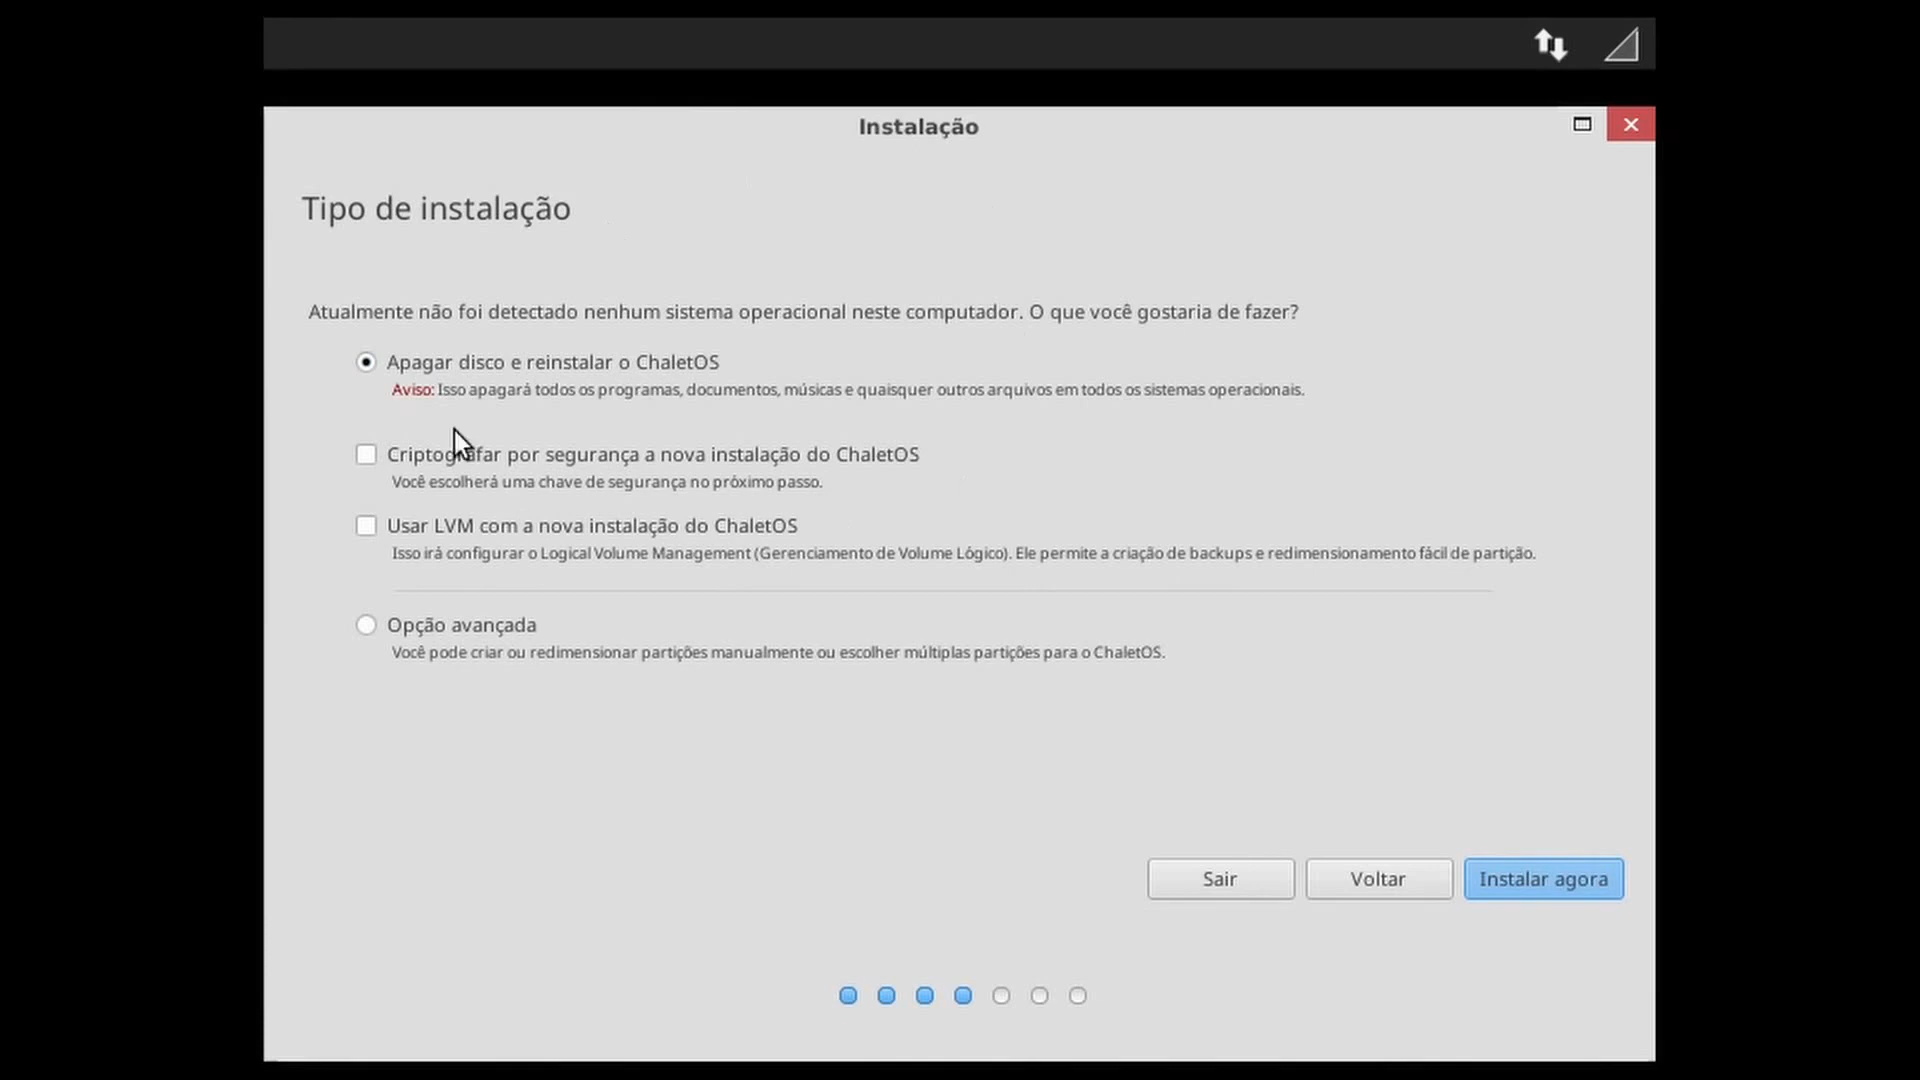 Instalação
Tipo de instalação
Atualmente não foi detectado nenhum sistema operacional neste computador. O que você gostaria de fazer?
Apagar disco e reinstalar o ChaletOS
Aviso: Isso apagará todos os programas, documentos, músicas e quaisquer outros arquivos em todos os sistemas operacionais.
Criptografar por segurança a nova instalação do ChaletOS
Você escolherá uma chave de segurança no próximo passo.
Usar LVM com a nova instalação do ChaletOS
Isso irá configurar o Logical Volume Management (Gerenciamento de Volume Lógico). Ele permite a criação de backups e redimensionamento fácil de partição.
Opção avançada
Você pode criar ou redimensionar partições manualmente ou escolher múltiplas partições para o ChaletOS.
Sair
Voltar
Instalar agora